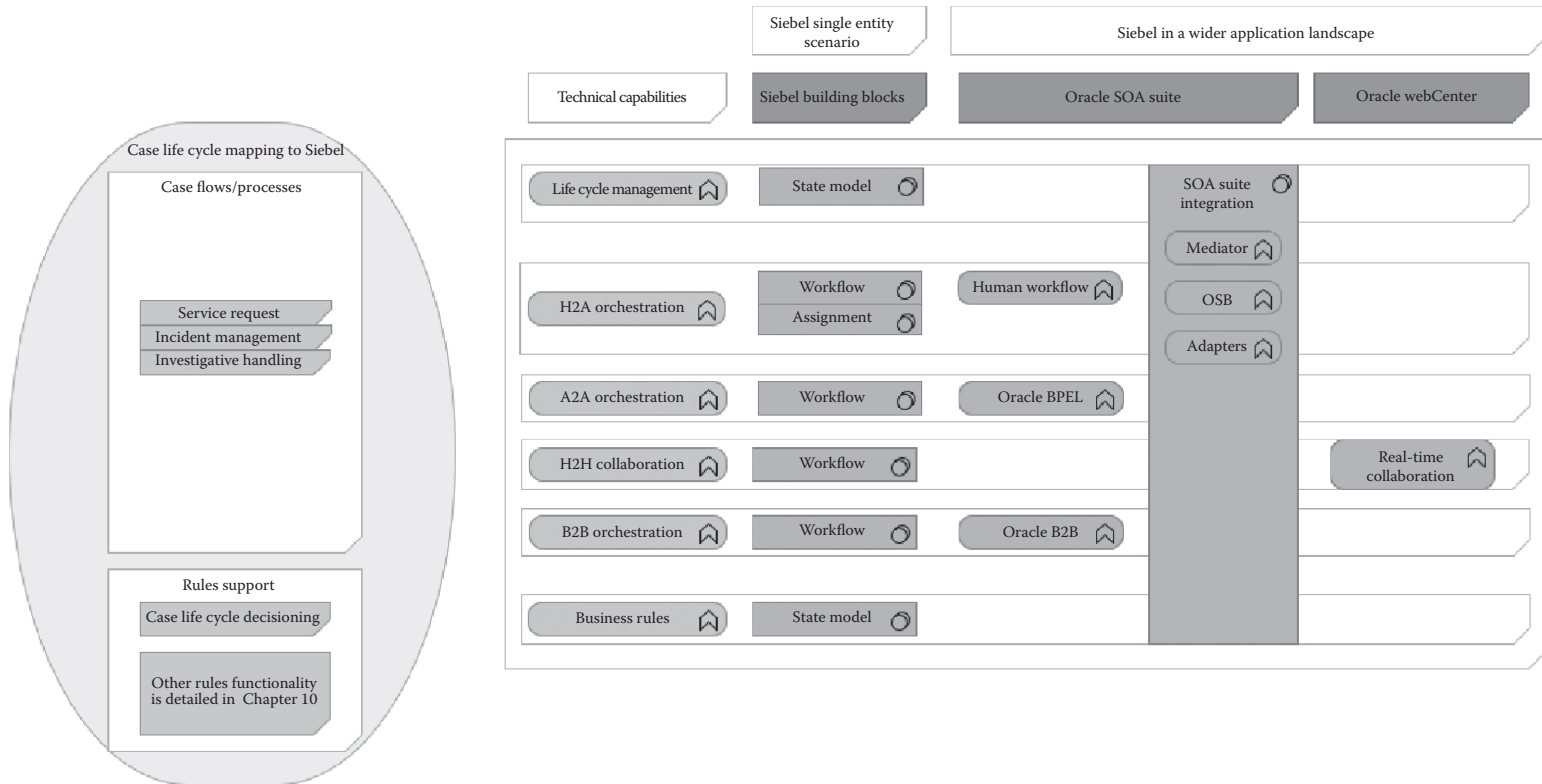 Siebel single entity
scenario
Siebel in a wider application landscape
Technical capabilities
Siebel building blocks
Oracle SOA suite
Oracle webCenter
Case life cycle mapping to Siebel
Case flows/processes
Service request
Incident management
Investigative handling
Rules support
Case life cycle decisioning
Other rules functionality
is detailed in Chapter 10
Life cycle management
State model
SOA suite
integration
Mediator
OSB
Adapters
H2A orchestration
Workflow
Assignment
Human workflow
A2A orchestration
Workflow
Oracle BPEL
H2H collaboration
Workflow
Real-time
collaboration
B2B orchestration
Workflow
Oracle B2B
Business rules
State model